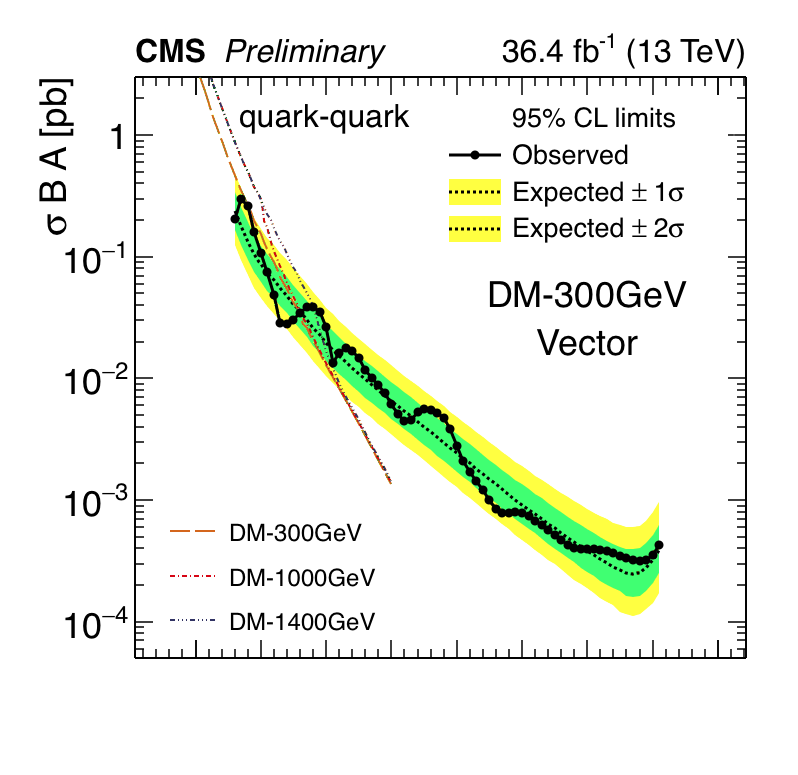 CMS Preliminary 36.4 fb⁻¹ (13 TeV)
σ B A [pb]
quark-quark
95% CL limits
Observed
Expected ± 1σ
Expected ± 2σ
DM-300GeV
Vector
1
10⁻¹
10⁻²
10⁻³
10⁻⁴
DM-300GeV
DM-1000GeV
DM-1400GeV